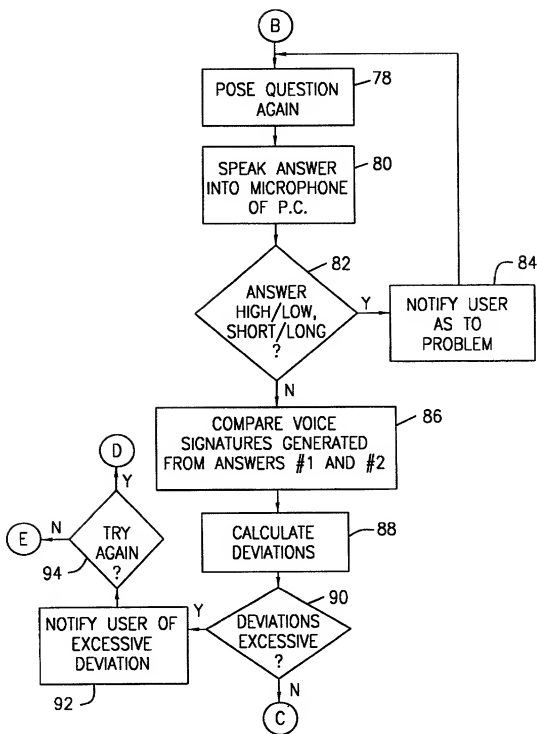 B
POSE QUESTION
AGAIN
78
SPEAK ANSWER
INTO MICROPHONE
OF P.C.
80
ANSWER
HIGH/LOW,
SHORT/LONG
?
82
Y
NOTIFY USER
AS TO
PROBLEM
84
N
COMPARE VOICE
SIGNATURES GENERATED
FROM ANSWERS #1 AND #2
86
CALCULATE
DEVIATIONS
88
DEVIATIONS
EXCESSIVE
?
90
Y
N
C
NOTIFY USER OF
EXCESSIVE
DEVIATION
92
TRY
AGAIN
?
94
Y
D
N
E